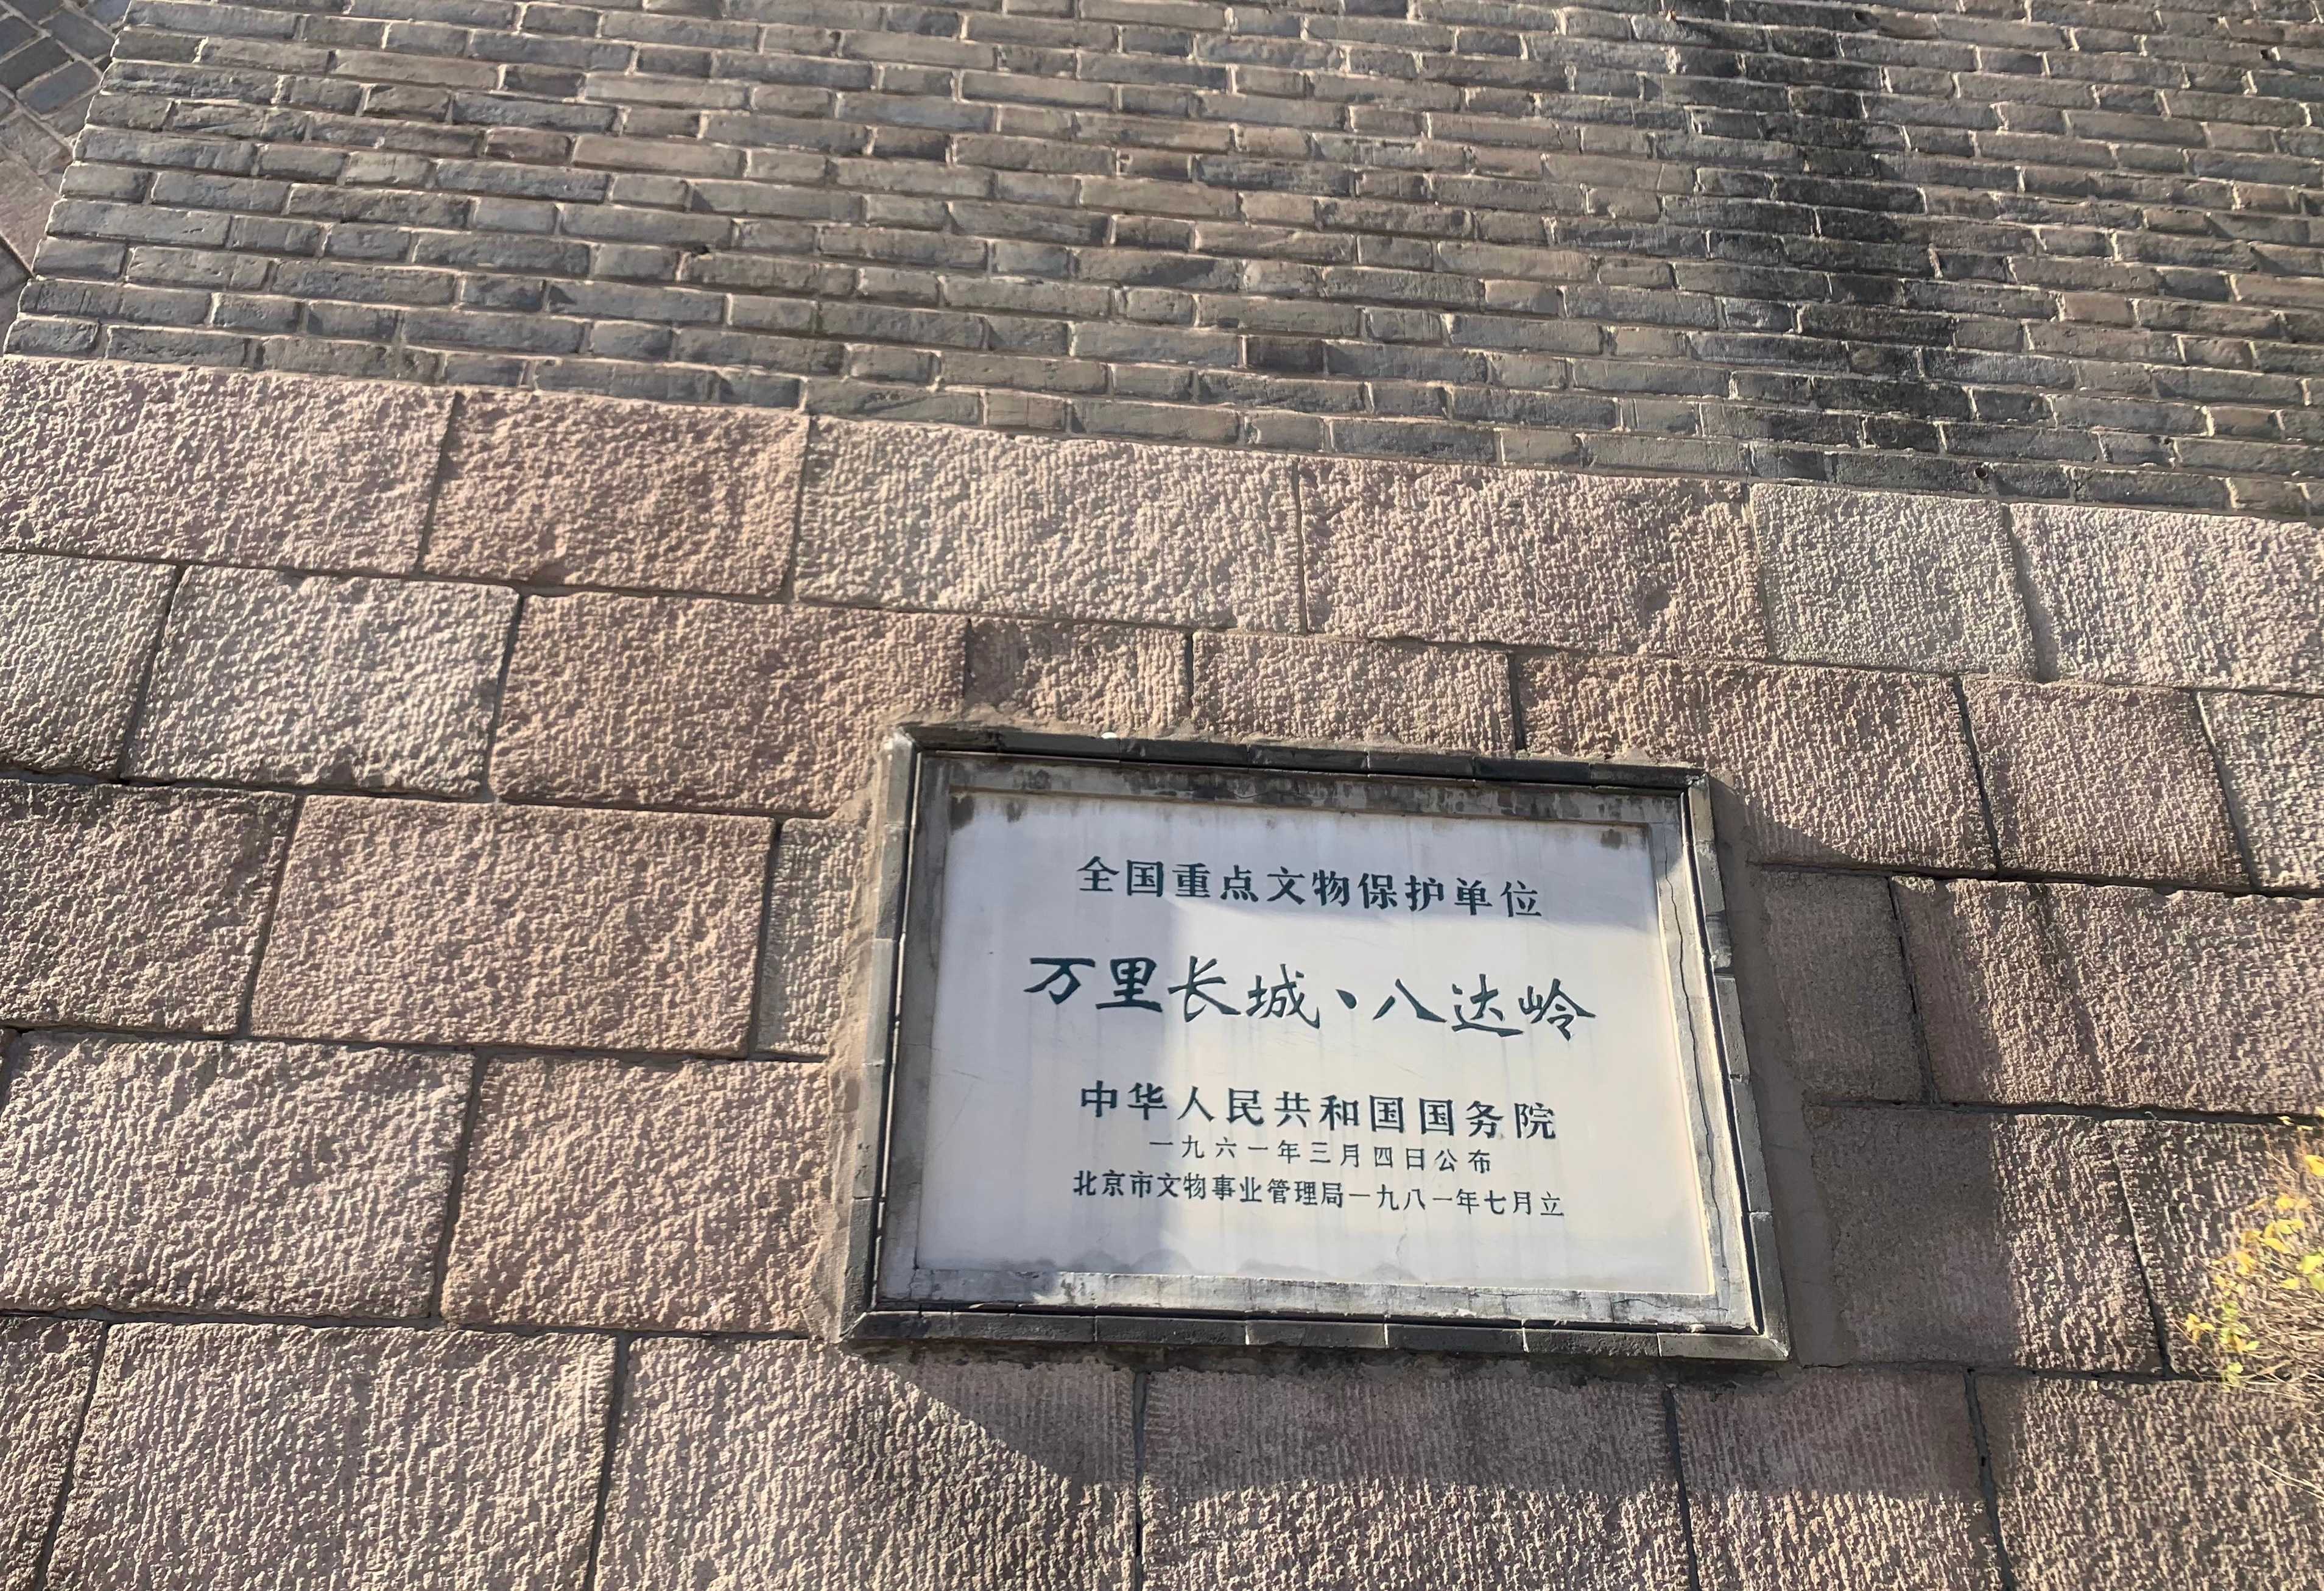 全国重点文物保护单位
万里长城、八达岭
中华人民共和国国务院
一九六一年三月四日公布
北京市文物事业管理局一九八一年七月立